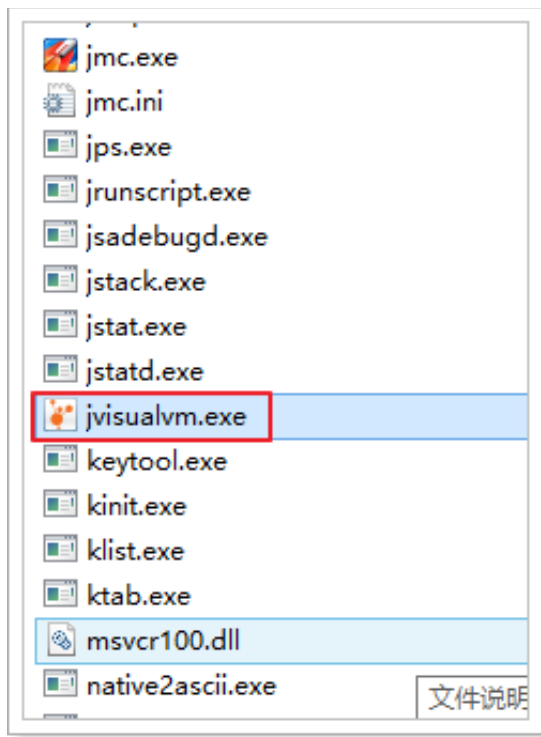 jmc.exe
jmc.ini
jps.exe
jrunscript.exe
jsadebugd.exe
jstack.exe
jstat.exe
jstatd.exe
jvisualvm.exe
keytool.exe
kinit.exe
klist.exe
ktab.exe
msvcr100.dll
native2ascii.exe
文件说明